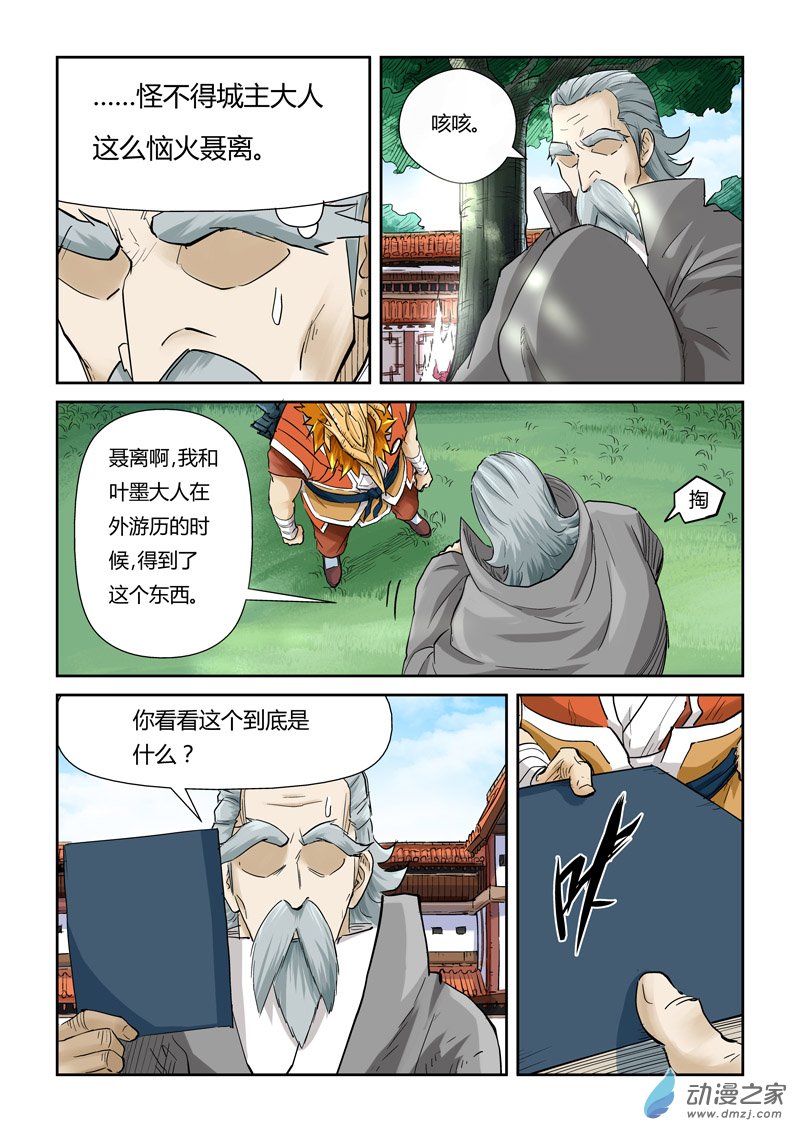 ……怪不得城主大人
这么恼火聂离。
咳咳。
聂离啊,我和
叶墨大人在
外游历的时
候,得到了
这个东西。
掏
你看看这个到底是
什么？
动漫之家
www.dmzj.com